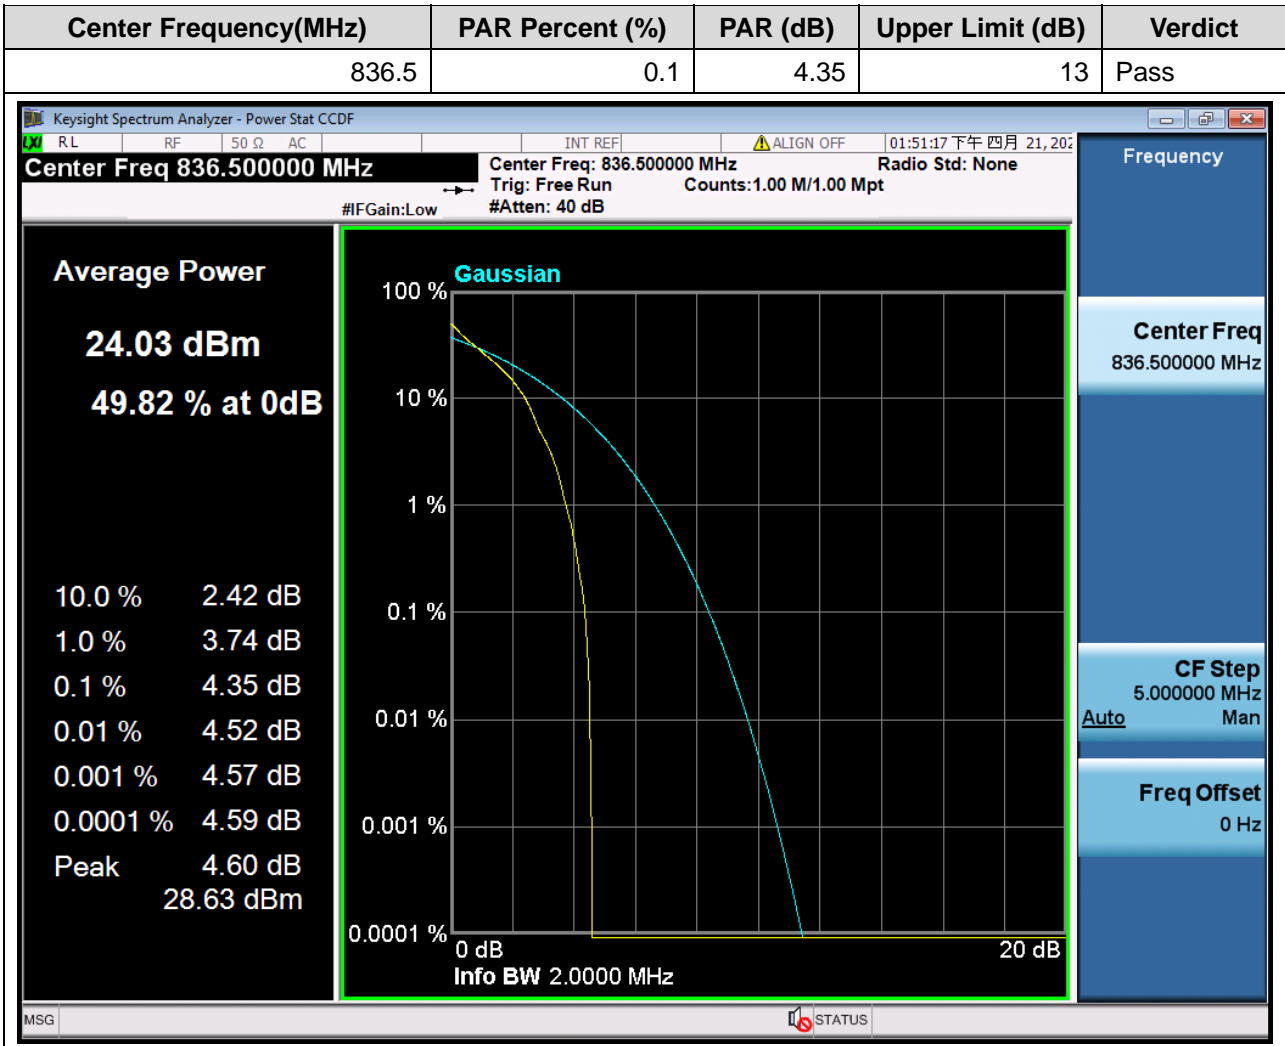 Center Frequency(MHz) PAR Percent (%) PAR (dB) Upper Limit (dB) Verdict
836.5 0.1 4.35 13 Pass
Keysight Spectrum Analyzer - Power Stat CCDF
LXI RL RF 50 Ω AC INT REF ALIGN OFF 01:51:17 下午 四月 21, 202
Center Freq 836.500000 MHz
Center Freq: 836.500000 MHz Radio Std: None
Trig: Free Run Counts:1.00 M/1.00 Mpt
#IFGain:Low #Atten: 40 dB
Average Power
24.03 dBm
49.82 % at 0dB
10.0 % 2.42 dB
1.0 % 3.74 dB
0.1 % 4.35 dB
0.01 % 4.52 dB
0.001 % 4.57 dB
0.0001 % 4.59 dB
Peak 4.60 dB
28.63 dBm
Gaussian
100 %
10 %
1 %
0.1 %
0.01 %
0.001 %
0.0001 %
0 dB 20 dB
Info BW 2.0000 MHz
Frequency
Center Freq
836.500000 MHz
CF Step
5.000000 MHz
Auto Man
Freq Offset
0 Hz
MSG STATUS